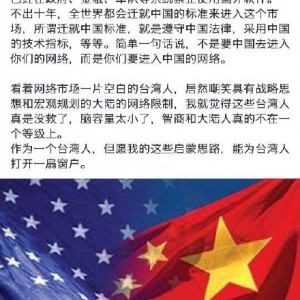 不出十年，全世界都会迁就中国的标准来进入这个市
场，所谓迁就中国标准，就是遵守中国法律，采用中国
的技术指标，等等。简单一句话说，不是要中国去进入
你们的网络，而是你们要进入中国的网络。
看着网络市场一片空白的台湾人，居然嘲笑具有战略思
想和宏观规划的大陆的网络限制，我就觉得这些台湾人
真是没救了，脑容量太小了，智商和大陆人真的不在一
个等级上。
作为一个台湾人，但愿我的这些启蒙思路，能为台湾人
打开一扇窗户。